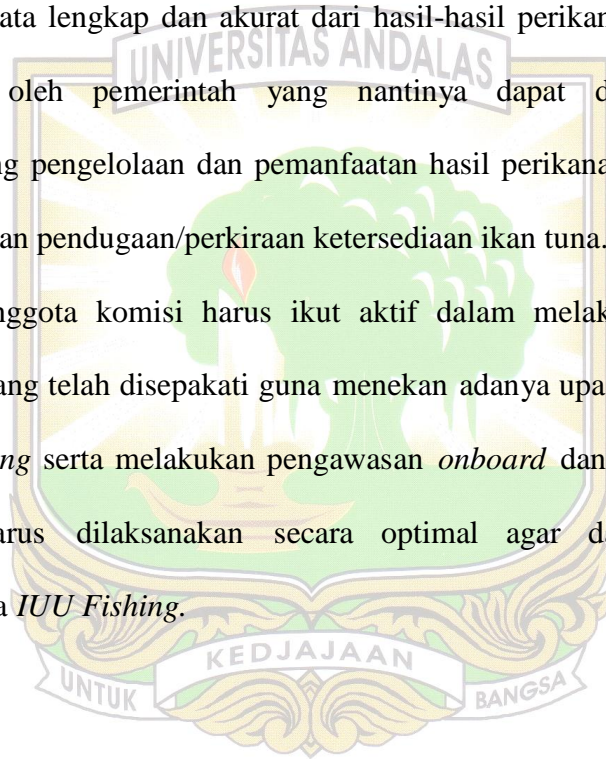 ata lengkap dan akurat dari hasil-hasil perikan
UNIVERSITAS ANDALAS
oleh pemerintah yang nantinya dapat d
ng pengelolaan dan pemanfaatan hasil perikana
an pendugaan/perkiraan ketersediaan ikan tuna.
nggota komisi harus ikut aktif dalam melak
ang telah disepakati guna menekan adanya upa
ng serta melakukan pengawasan onboard dan
arus dilaksanakan secara optimal agar da
a IUU Fishing.
KEDJAJAAN
UNTUK BANGSA